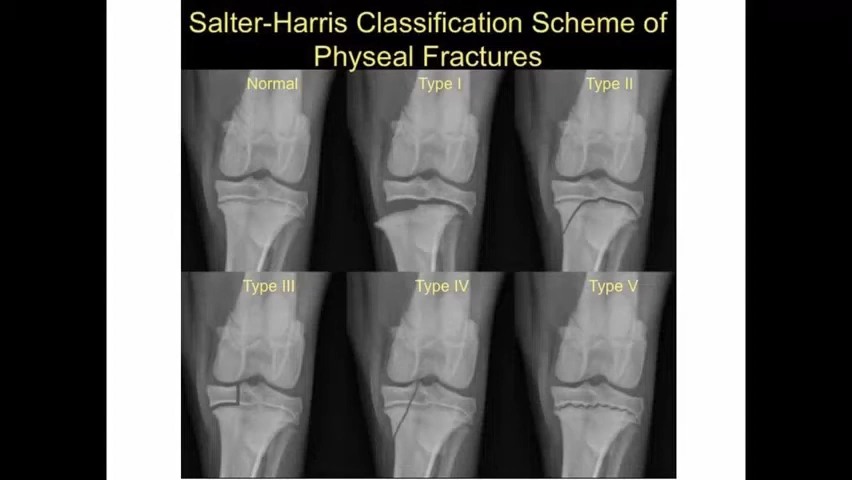 Salter-Harris Classification Scheme of
Physeal Fractures
Normal
Type I
Type II
Type III
Type IV
Type V